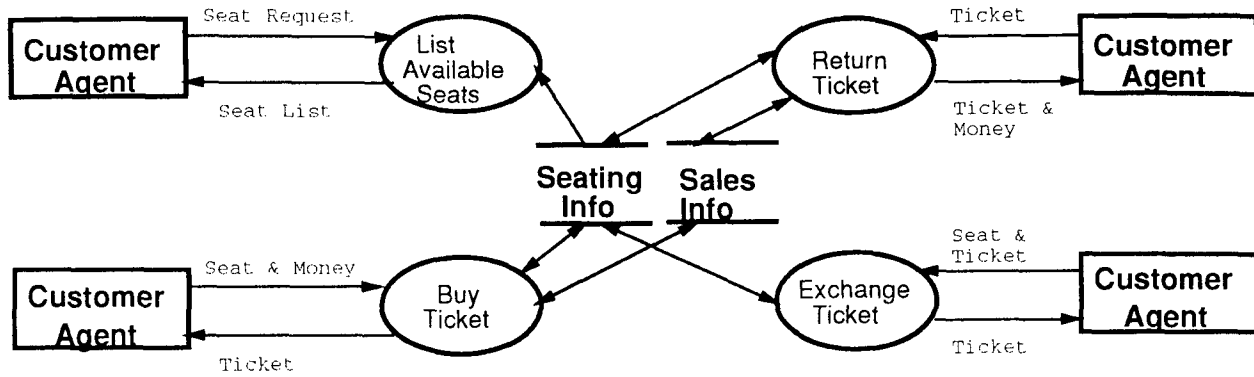 Seat Request
Customer
Agent
List
Available
Seats
Seat List
Ticket
Return
Ticket
Customer
Agent
Ticket &
Money
Seating
Info
Sales
Info
Seat & Money
Customer
Agent
Buy
Ticket
Ticket
Seat &
Ticket
Exchange
Ticket
Customer
Agent
Ticket